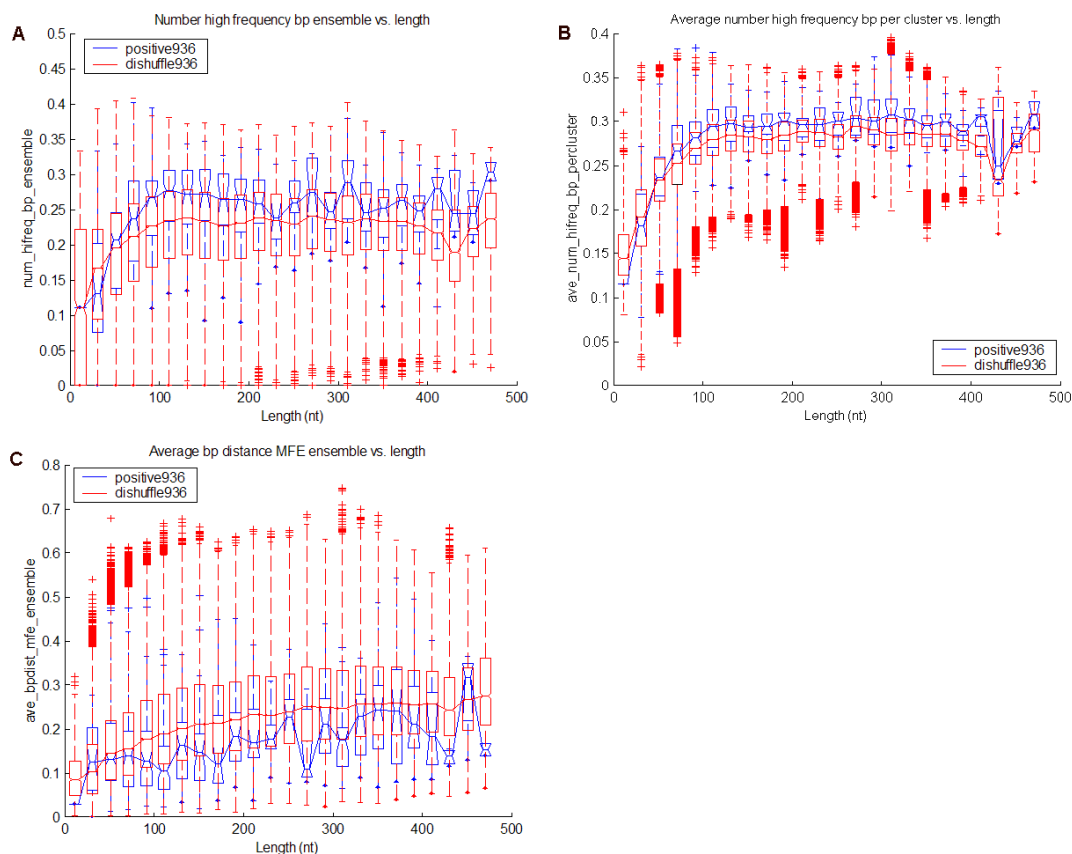 A
Number high frequency bp ensemble vs. length
positive936
dishuffle936
num_hifreq_bp_ensemble
0.5
0.45
0.4
0.35
0.3
0.25
0.2
0.15
0.1
0.05
0
0 100 200 300 400 500
Length (nt)
B
Average number high frequency bp per cluster vs. length
positive936
dishuffle936
ave_num_hifreq_bp_percluster
0.4
0.35
0.3
0.25
0.2
0.15
0.1
0.05
0
0 100 200 300 400 500
Length (nt)
C
Average bp distance MFE ensemble vs. length
positive936
dishuffle936
ave_bpdist_mfe_ensemble
0.8
0.7
0.6
0.5
0.4
0.3
0.2
0.1
0
0 100 200 300 400 500
Length (nt)